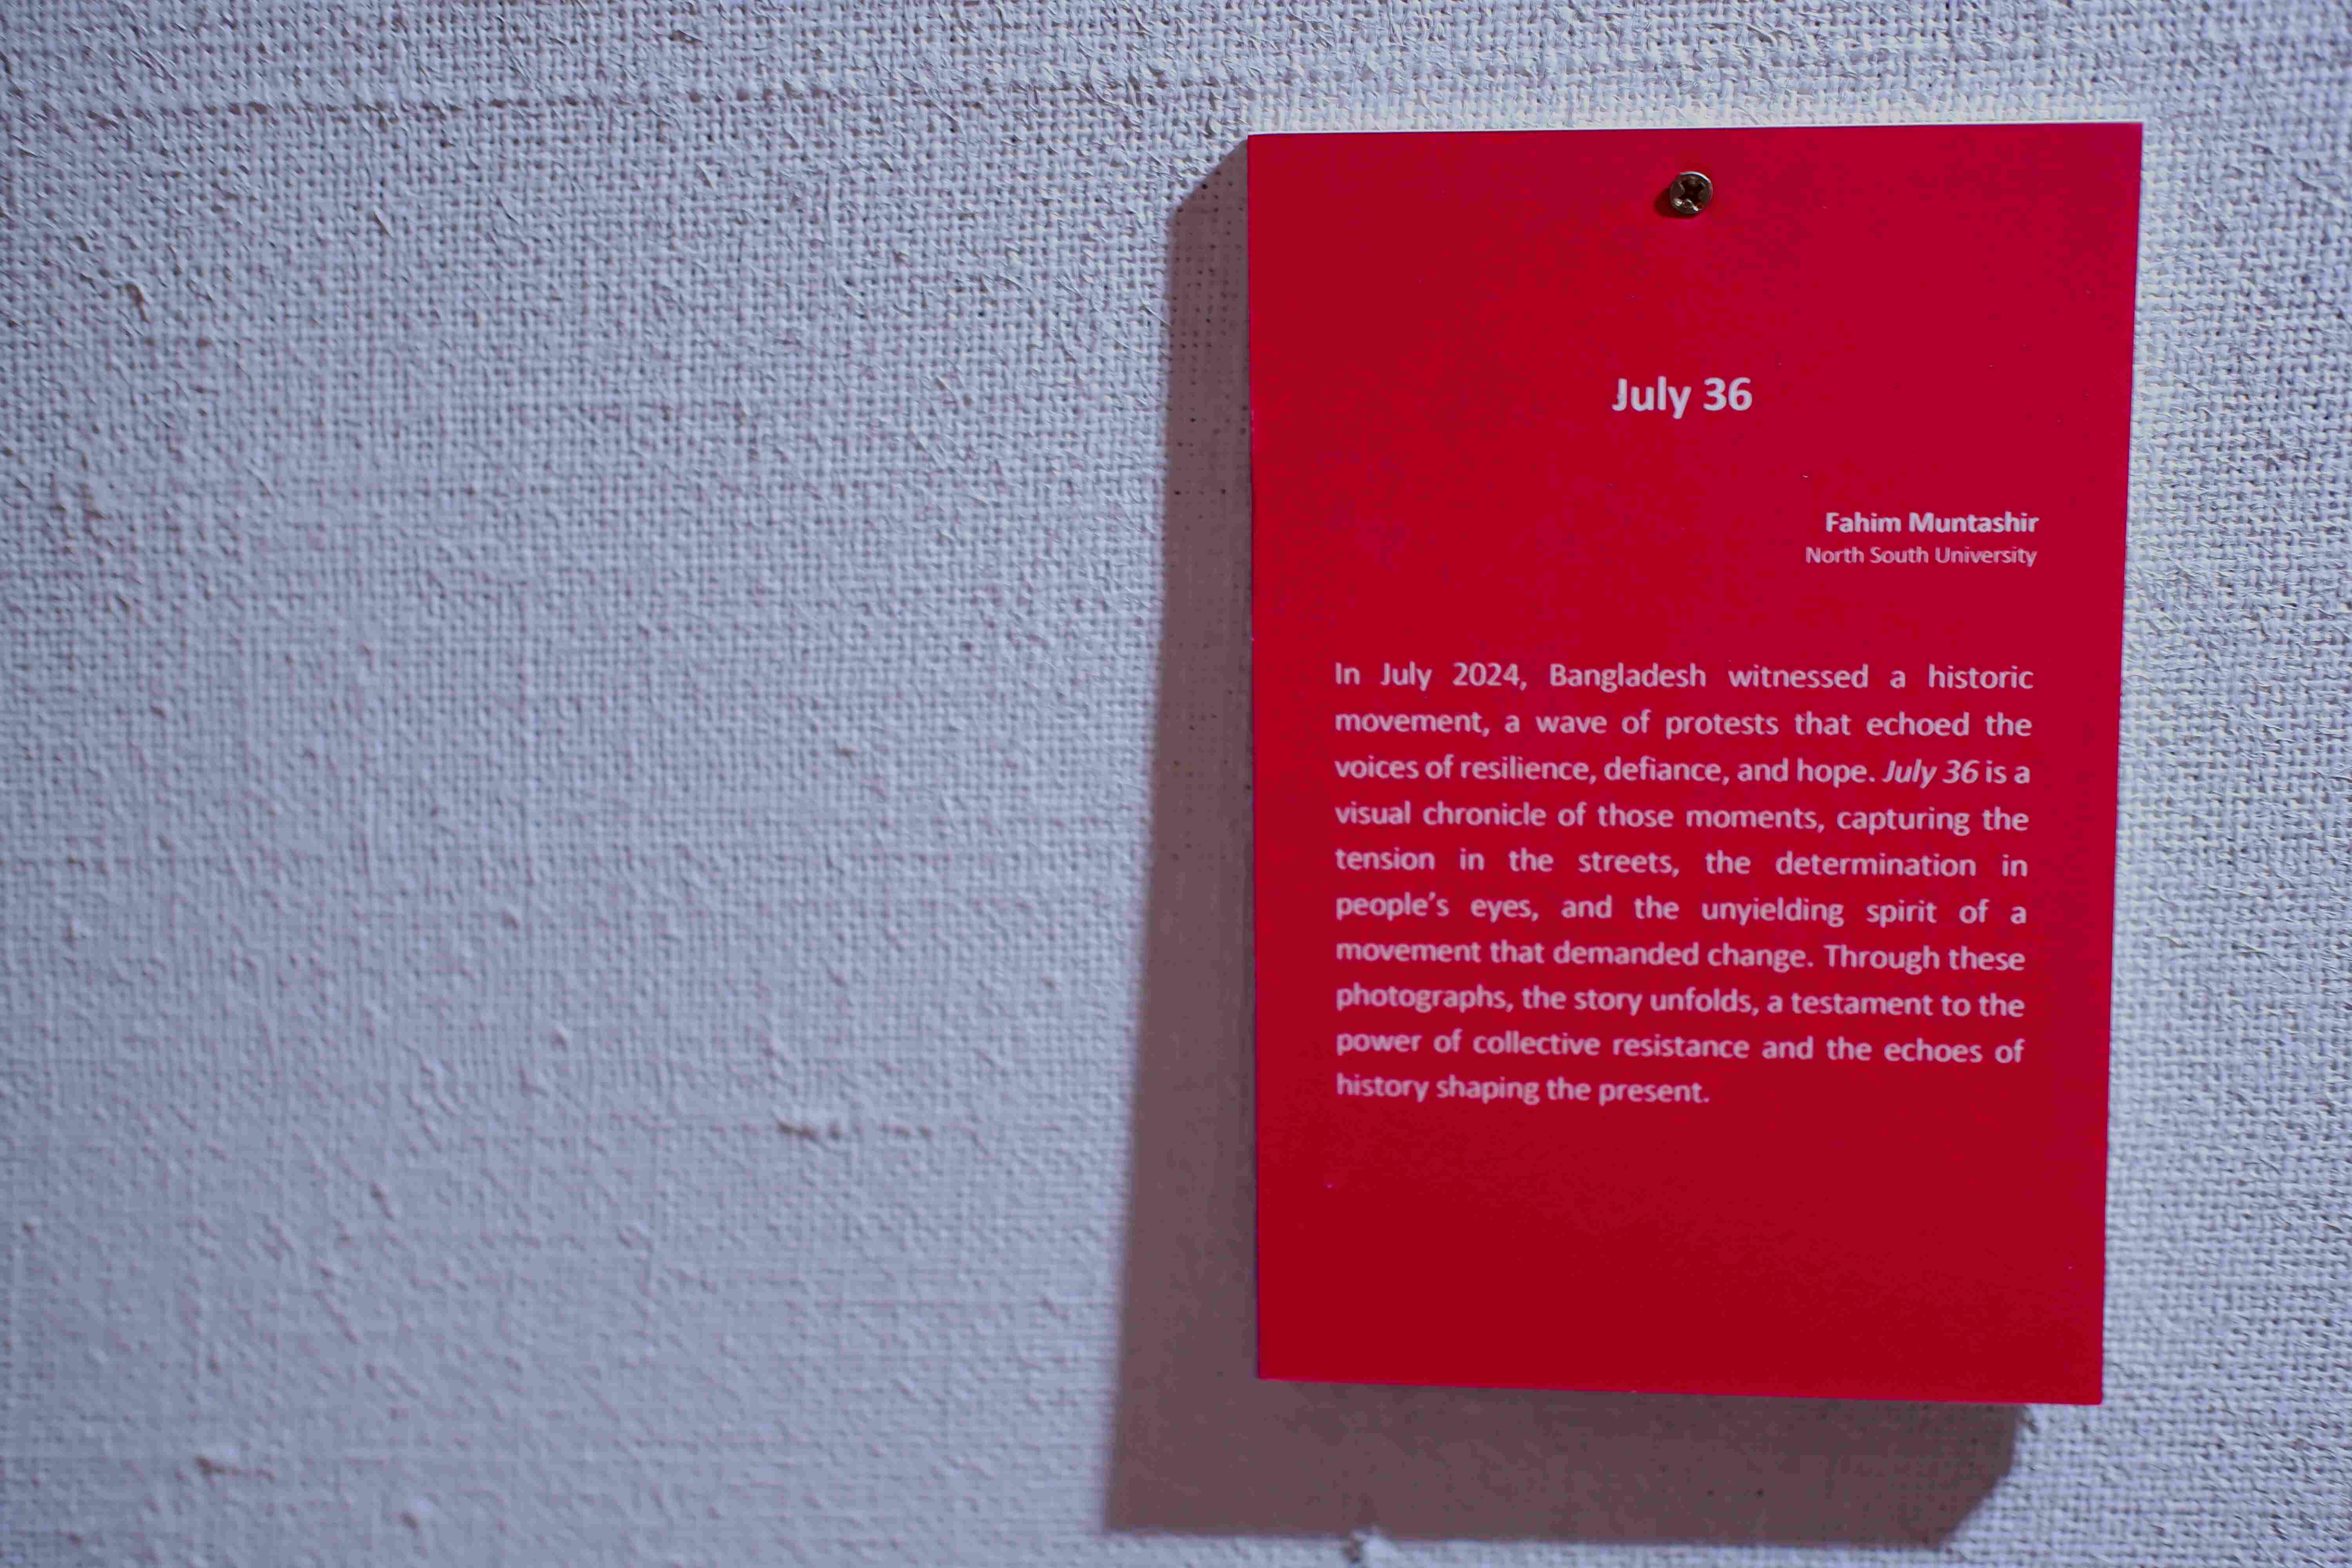 July 36
Fahim Muntashir
North South University
In July 2024, Bangladesh witnessed a historic
movement, a wave of protests that echoed the
voices of resilience, defiance, and hope. July 36 is a
visual chronicle of those moments, capturing the
tension in the streets, the determination in
people’s eyes, and the unyielding spirit of a
movement that demanded change. Through these
photographs, the story unfolds, a testament to the
power of collective resistance and the echoes of
history shaping the present.